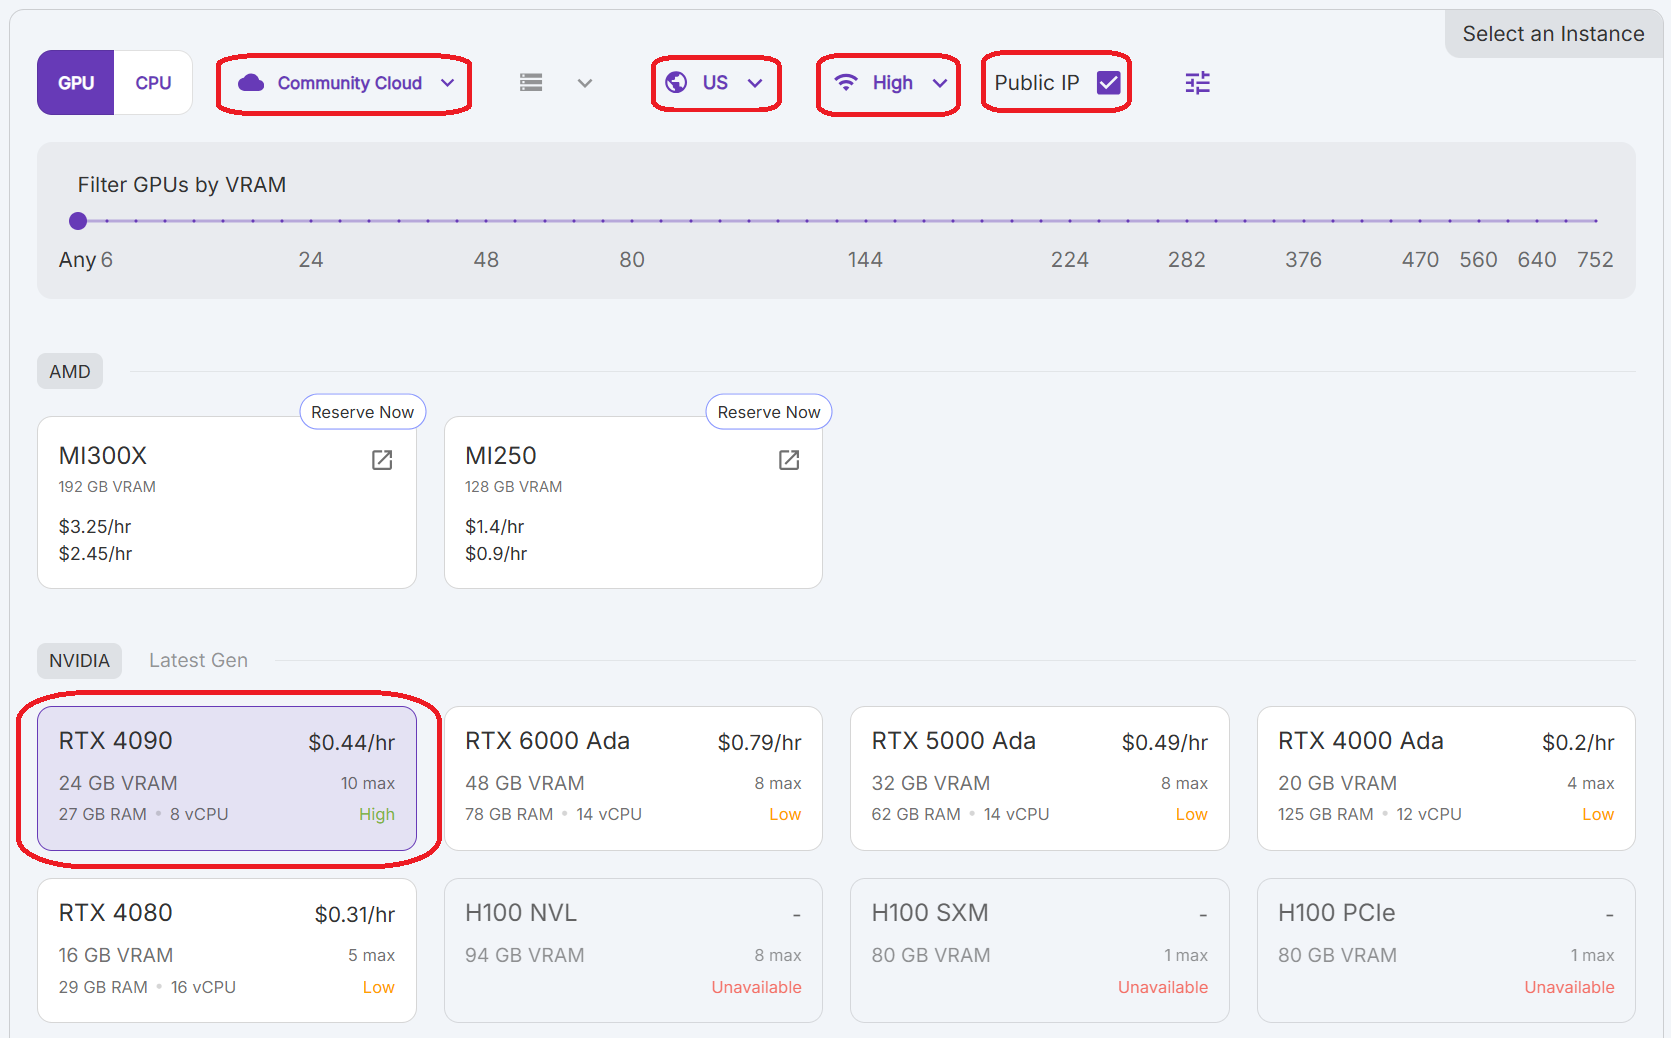 Select an Instance
GPU CPU Community Cloud US High Public IP
Filter GPUs by VRAM
Any 6 24 48 80 144 224 282 376 470 560 640 752
AMD
Reserve Now Reserve Now
MI300X MI250
192 GB VRAM 128 GB VRAM
$3.25/hr $1.4/hr
$2.45/hr $0.9/hr
NVIDIA Latest Gen
RTX 4090 $0.44/hr RTX 6000 Ada $0.79/hr RTX 5000 Ada $0.49/hr RTX 4000 Ada $0.2/hr
24 GB VRAM 10 max 48 GB VRAM 8 max 32 GB VRAM 8 max 20 GB VRAM 4 max
27 GB RAM • 8 vCPU High 78 GB RAM • 14 vCPU Low 62 GB RAM • 14 vCPU Low 125 GB RAM • 12 vCPU Low
RTX 4080 $0.31/hr H100 NVL - H100 SXM - H100 PCIe -
16 GB VRAM 5 max 94 GB VRAM 8 max 80 GB VRAM 1 max 80 GB VRAM 1 max
29 GB RAM • 16 vCPU Low Unavailable Unavailable Unavailable